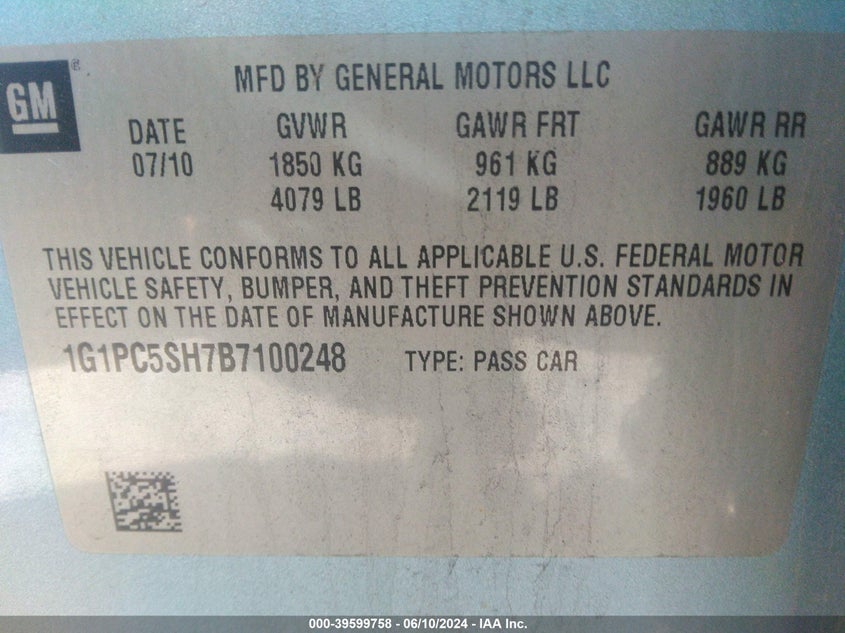 GM ®
MFD BY GENERAL MOTORS LLC
DATE GVWR GAWR FRT GAWR RR
07/10 1850 KG 961 KG 889 KG
4079 LB 2119 LB 1960 LB
THIS VEHICLE CONFORMS TO ALL APPLICABLE U.S. FEDERAL MOTOR
VEHICLE SAFETY, BUMPER, AND THEFT PREVENTION STANDARDS IN
EFFECT ON THE DATE OF MANUFACTURE SHOWN ABOVE.
1G1PC5SH7B7100248 TYPE: PASS CAR
000-39599758 - 06/10/2024 - IAA Inc.